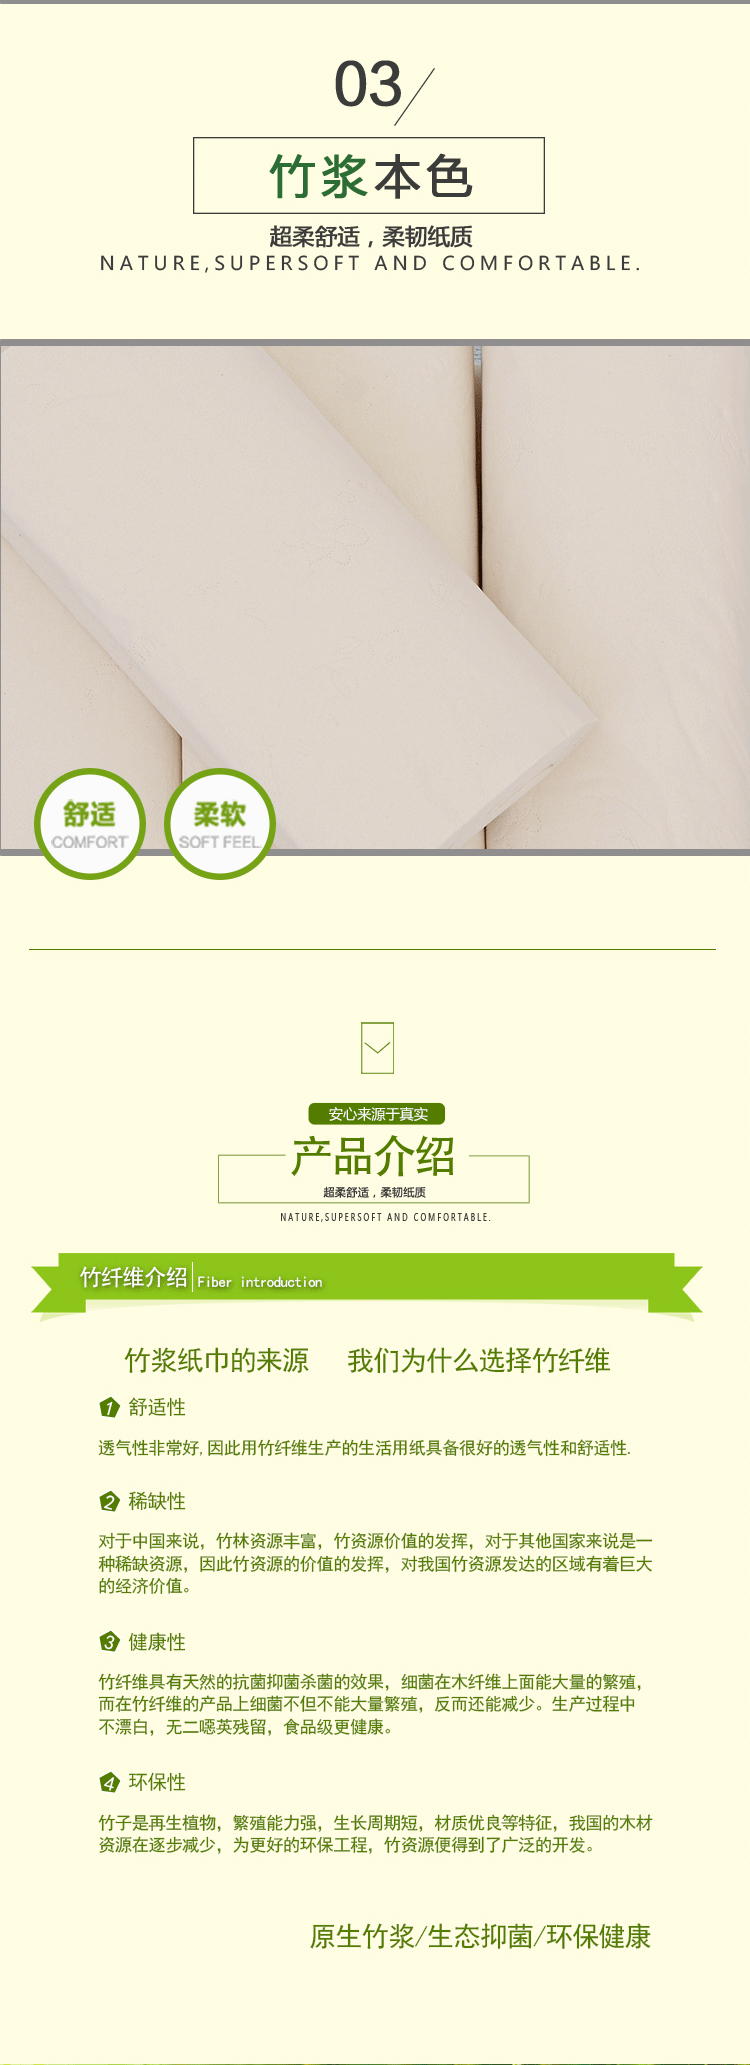 03
竹浆本色
超柔舒适，柔韧纸质
NATURE,SUPERSOFT AND COMFORTABLE.
舒适
COMFORT
柔软
SOFT FEEL.
安心来源于真实
产品介绍
超柔舒适，柔韧纸质
NATURE,SUPERSOFT AND COMFORTABLE.
竹纤维介绍 Fiber introduction
竹浆纸巾的来源 我们为什么选择竹纤维
1 舒适性
透气性非常好,因此用竹纤维生产的生活用纸具备很好的透气性和舒适性.
2 稀缺性
对于中国来说，竹林资源丰富，竹资源价值的发挥，对于其他国家来说是一
种稀缺资源，因此竹资源的价值的发挥，对我国竹资源发达的区域有着巨大
的经济价值。
3 健康性
竹纤维具有天然的抗菌抑菌杀菌的效果，细菌在木纤维上面能大量的繁殖，
而在竹纤维的产品上细菌不但不能大量繁殖，反而还能减少。生产过程中
不漂白，无二噁英残留，食品级更健康。
4 环保性
竹子是再生植物，繁殖能力强，生长周期短，材质优良等特征，我国的木材
资源在逐步减少，为更好的环保工程，竹资源便得到了广泛的开发。
原生竹浆/生态抑菌/环保健康